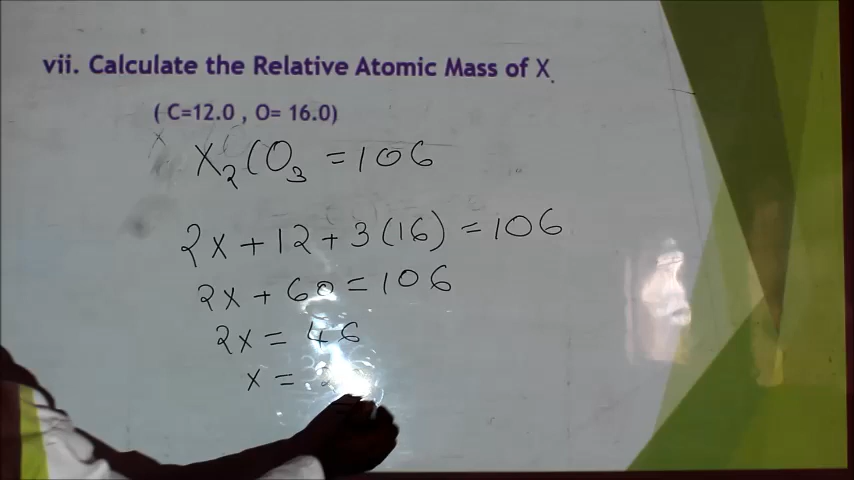 vii. Calculate the Relative Atomic Mass of X.
( C=12.0 , O= 16.0)
X₂CO₃ = 106
2x + 12 + 3(16) = 106
2x + 60 = 106
2x = 46
x =